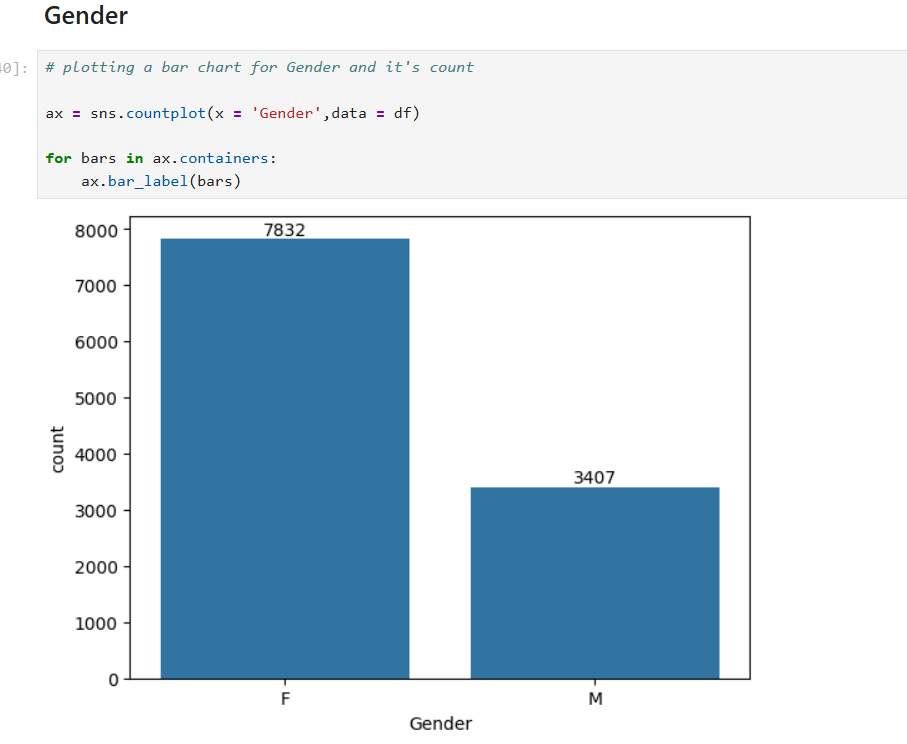 Gender
0]:
# plotting a bar chart for Gender and it's count
ax = sns.countplot(x = 'Gender',data = df)
for bars in ax.containers:
ax.bar_label(bars)
8000
7000
6000
5000
4000
3000
2000
1000
0
count
7832
3407
F
M
Gender